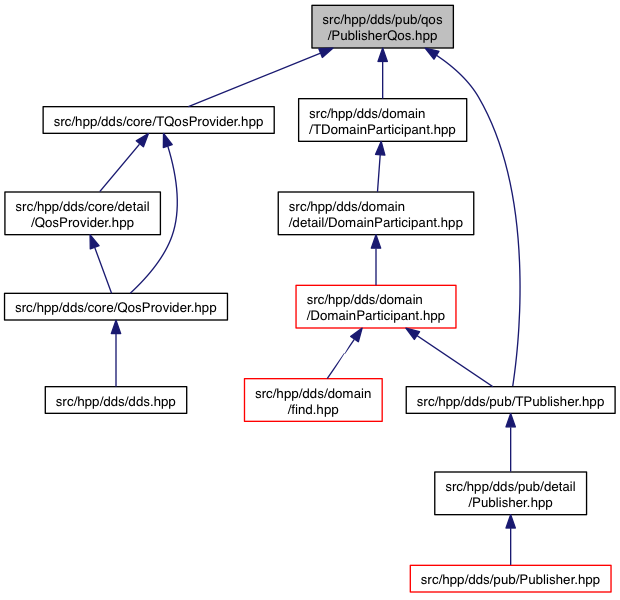 src/hpp/dds/pub/qos
/PublisherQos.hpp
src/hpp/dds/core/TQosProvider.hpp
src/hpp/dds/domain
/TDomainParticipant.hpp
src/hpp/dds/core/detail
/QosProvider.hpp
src/hpp/dds/domain
/detail/DomainParticipant.hpp
src/hpp/dds/core/QosProvider.hpp
src/hpp/dds/domain
/DomainParticipant.hpp
src/hpp/dds/dds.hpp
src/hpp/dds/domain
/find.hpp
src/hpp/dds/pub/TPublisher.hpp
src/hpp/dds/pub/detail
/Publisher.hpp
src/hpp/dds/pub/Publisher.hpp